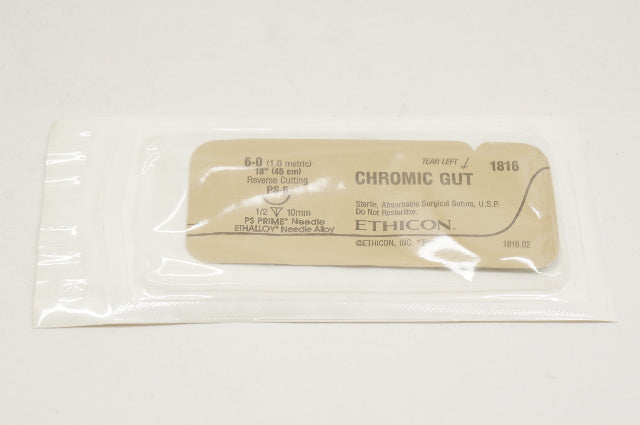 6-0 (1.0 metric)
18" (45 cm)
Reverse Cutting
PS-6
1/2 10mm
PS PRIME* Needle
ETHALLOY* Needle Alloy
TEAR LEFT
1816
CHROMIC GUT
Sterile, Absorbable Surgical Suture, U.S.P.
Do Not Resterilize.
ETHICON.
©ETHICON, INC.
1816.02